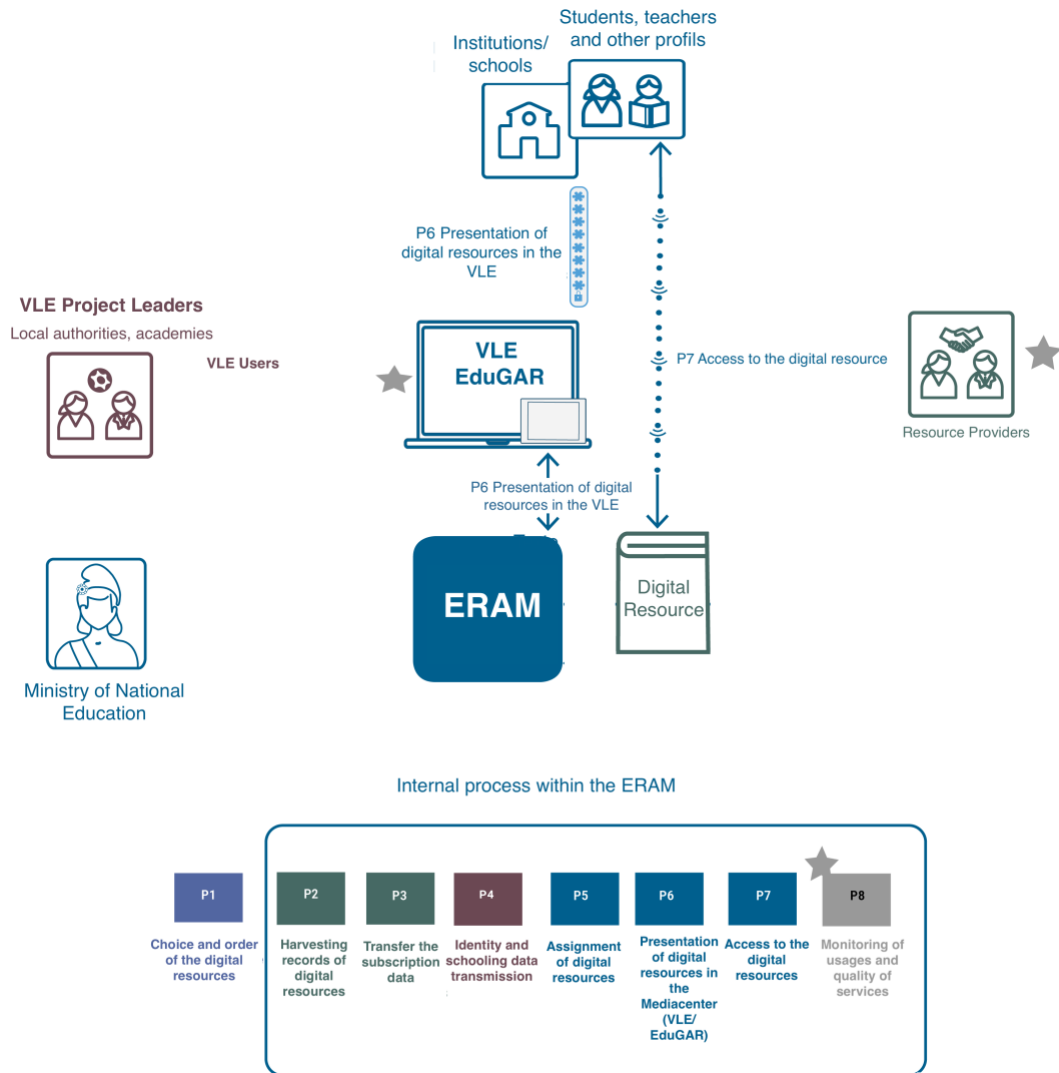 Students, teachers
and other profils
Institutions/
schools
P6 Presentation of
digital resources in the
VLE
VLE Project Leaders
Local authorities, academies
VLE Users
VLE
EduGAR
P7 Access to the digital resource
Resource Providers
P6 Presentation of digital
resources in the VLE
ERAM
Digital
Resource
Ministry of National
Education
Internal process within the ERAM
P1
Choice and order
of the digital
resources
P2
Harvesting
records of
digital
resources
P3
Transfer the
subscription
data
P4
Identity and
schooling data
transmission
P5
Assignment
of digital
resources
P6
Presentation
of digital
resources in
the
Mediacenter
(VLE/
EduGAR)
P7
Access to the
digital
resources
P8
Monitoring of
usages and
quality of
services